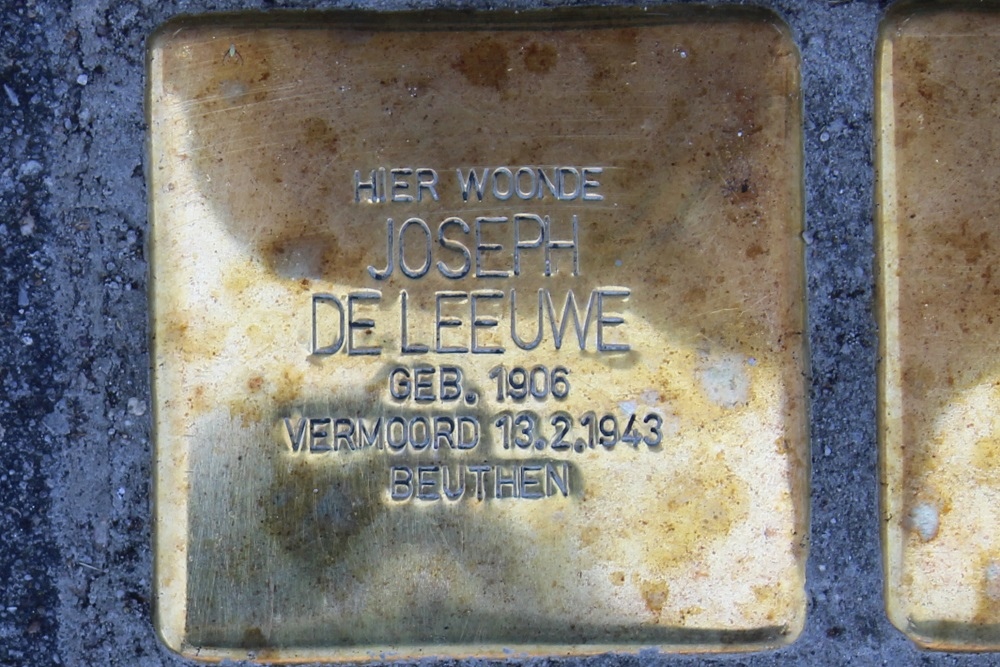 HIER WOONDE
JOSEPH
DE LEEUWE
GEB. 1906
VERMOORD 13.2.1943
BEUTHEN